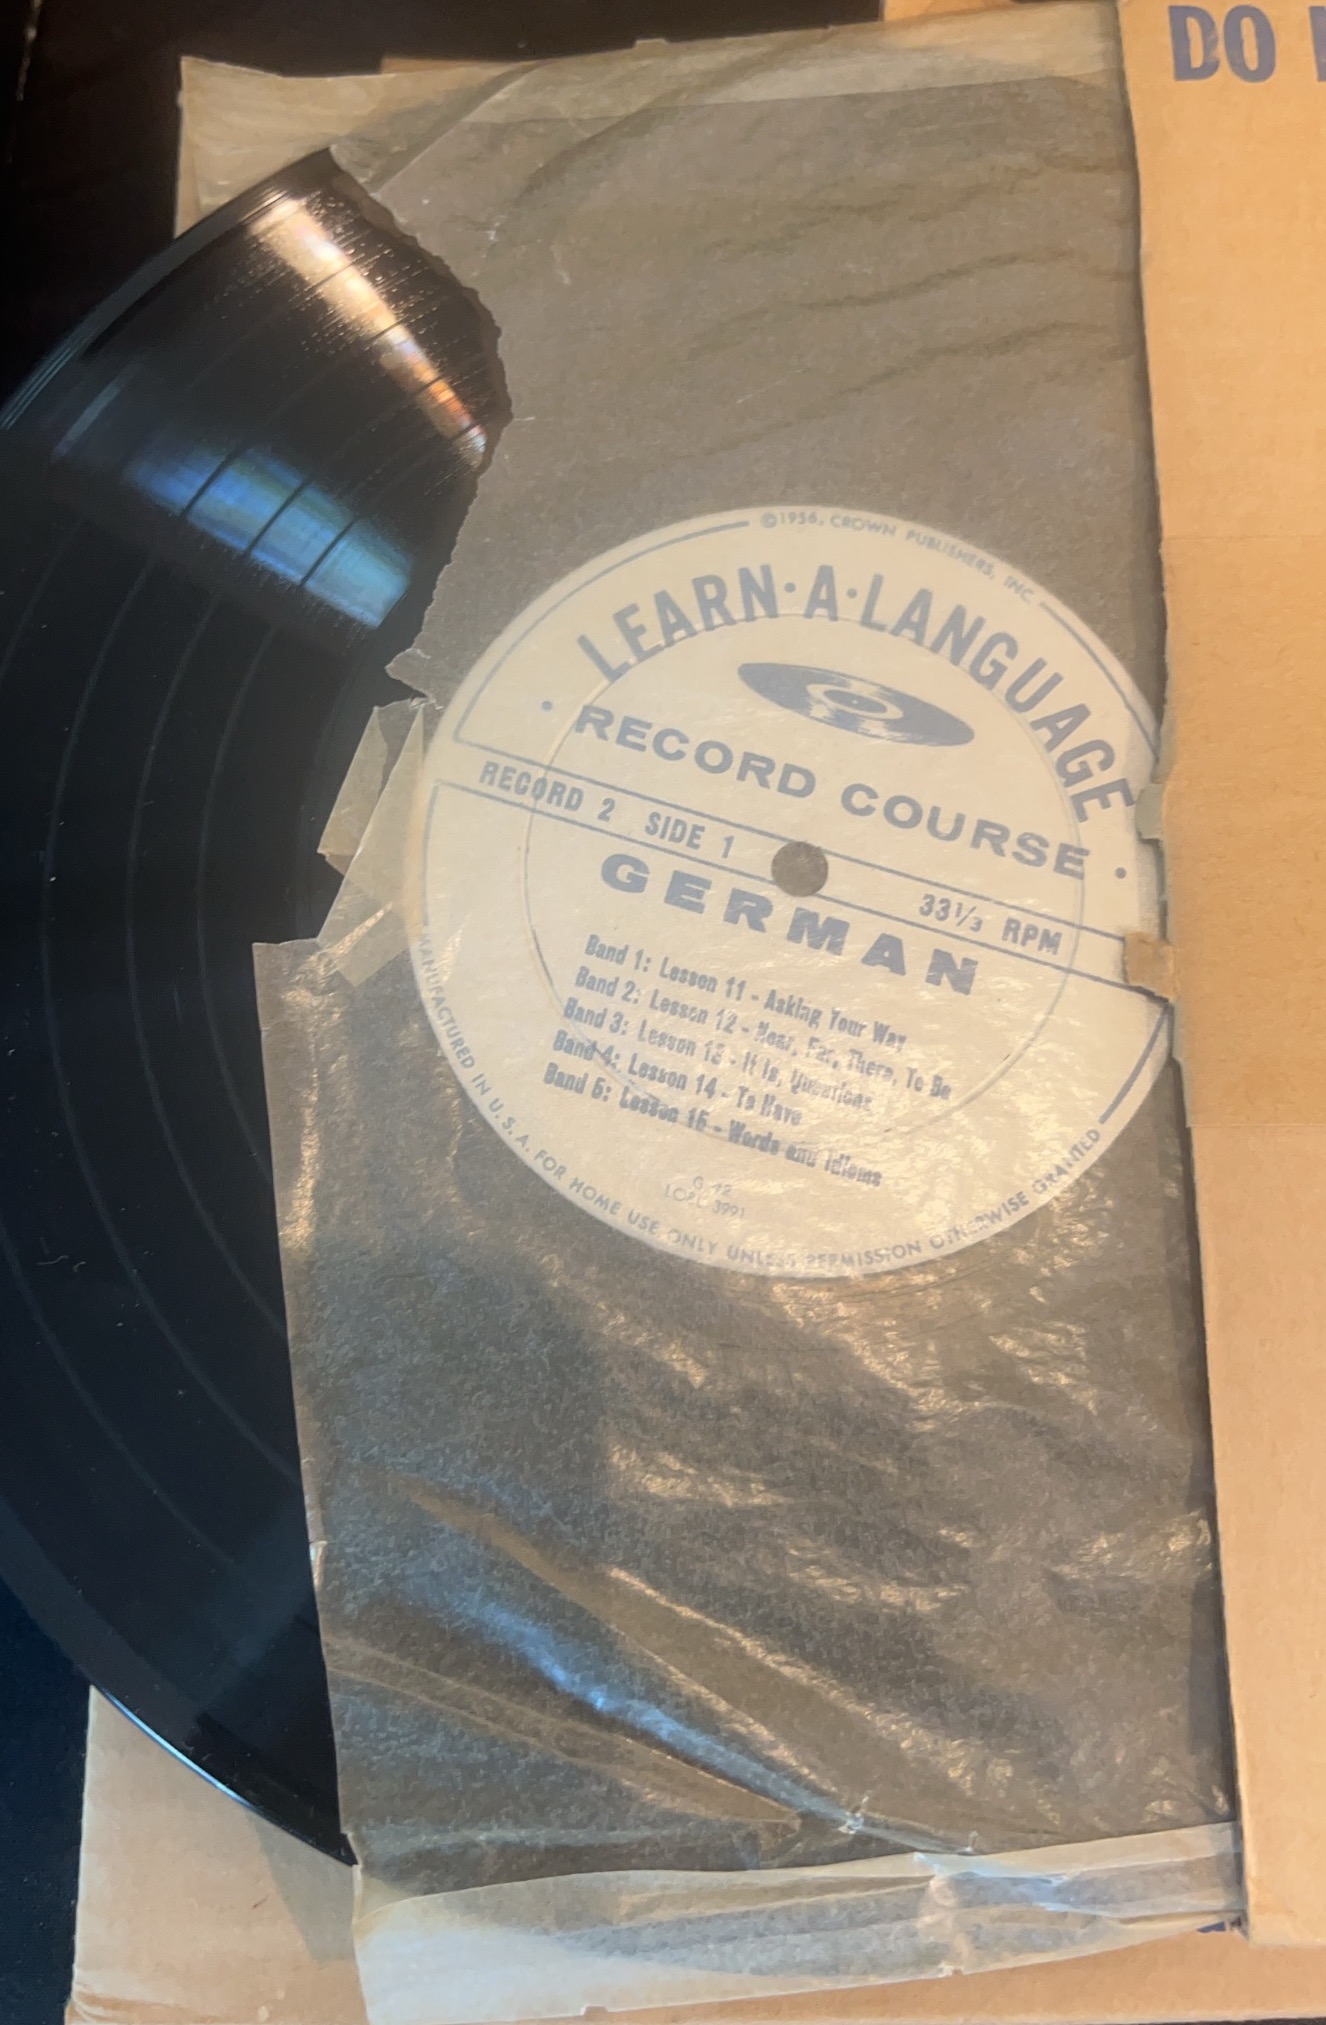 DO
©1956, CROWN PUBLISHERS, INC.
LEARN·A·LANGUAGE
· RECORD COURSE ·
RECORD 2 SIDE 1
33⅓ RPM
GERMAN
Band 1: Lesson 11 - Asking Your Way
Band 2: Lesson 12 - Near, Far, There, To Be
Band 3: Lesson 13 - It Is, Questions
Band 4: Lesson 14 - To Have
Band 5: Lesson 15 - Words and Idioms
3991
MANUFACTURED IN U.S.A. FOR HOME USE ONLY UNLESS PERMISSION OTHERWISE GRANTED